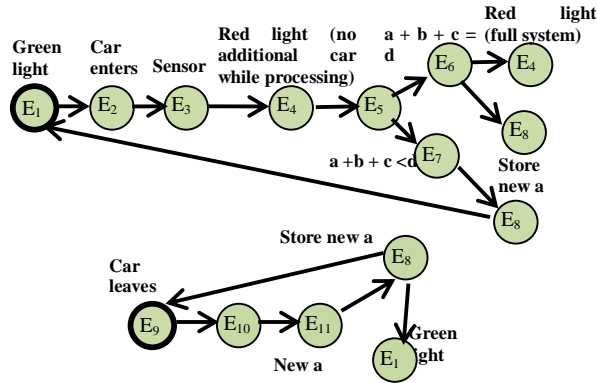 Green
light
Car
enters
Sensor
Red light (no
additional car
while processing)
a + b + c =
d
Red light
(full system)
E1
E2
E3
E4
E5
E6
E4
E8
a +b + c <d
E7
Store
new a
E8
Store new a
E8
Car
leaves
E9
E10
E11
New a
Green
ight
E1